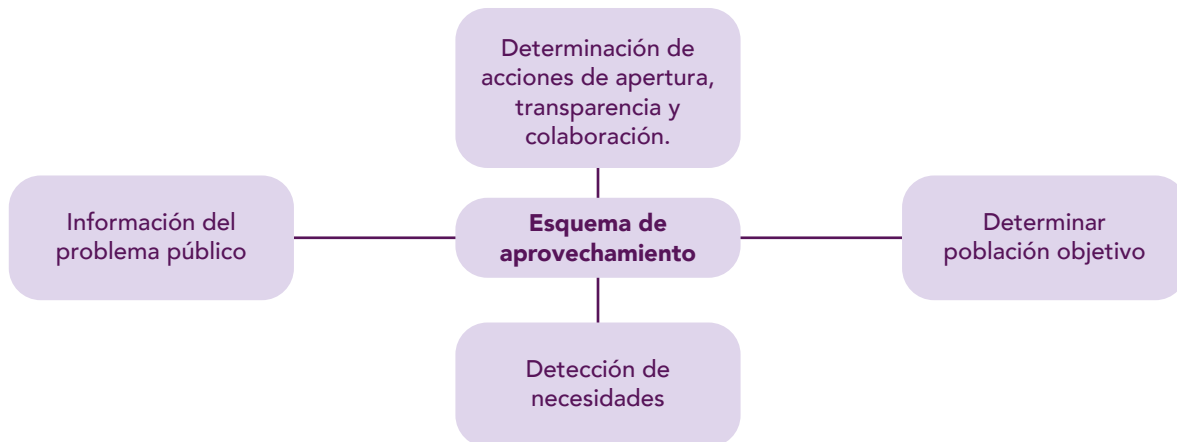 Determinación de
acciones de apertura,
transparencia y
colaboración.
Información del
problema público
Esquema de
aprovechamiento
Determinar
población objetivo
Detección de
necesidades